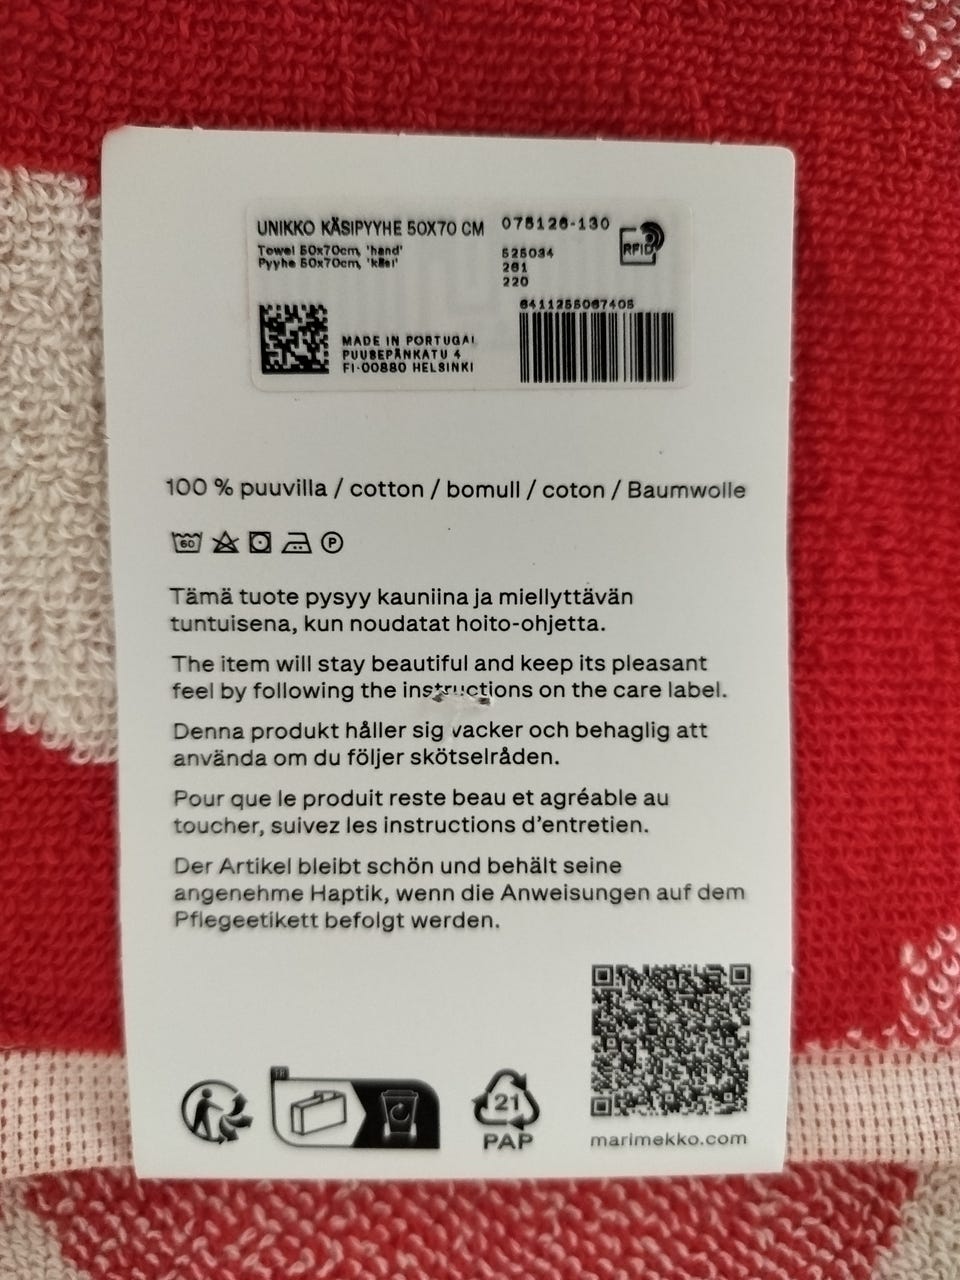 UNIKKO KÄSIPYYHE 50X70 CM
Towel 50x70cm, 'hand'
Pyyhe 50x70cm, 'käsi'
078126-130
525034
261
220
RFID
6411255067405
MADE IN PORTUGAL
PUUSEPÄNKATU 4
FI-00880 HELSINKI
100 % puuvilla / cotton / bomull / coton / Baumwolle
60
P
Tämä tuote pysyy kauniina ja miellyttävän
tuntuisena, kun noudatat hoito-ohjetta.
The item will stay beautiful and keep its pleasant
feel by following the instructions on the care label.
Denna produkt håller sig vacker och behaglig att
använda om du följer skötselråden.
Pour que le produit reste beau et agréable au
toucher, suivez les instructions d'entretien.
Der Artikel bleibt schön und behält seine
angenehme Haptik, wenn die Anweisungen auf dem
Pflegeetikett befolgt werden.
FR
21
PAP
marimekko.com